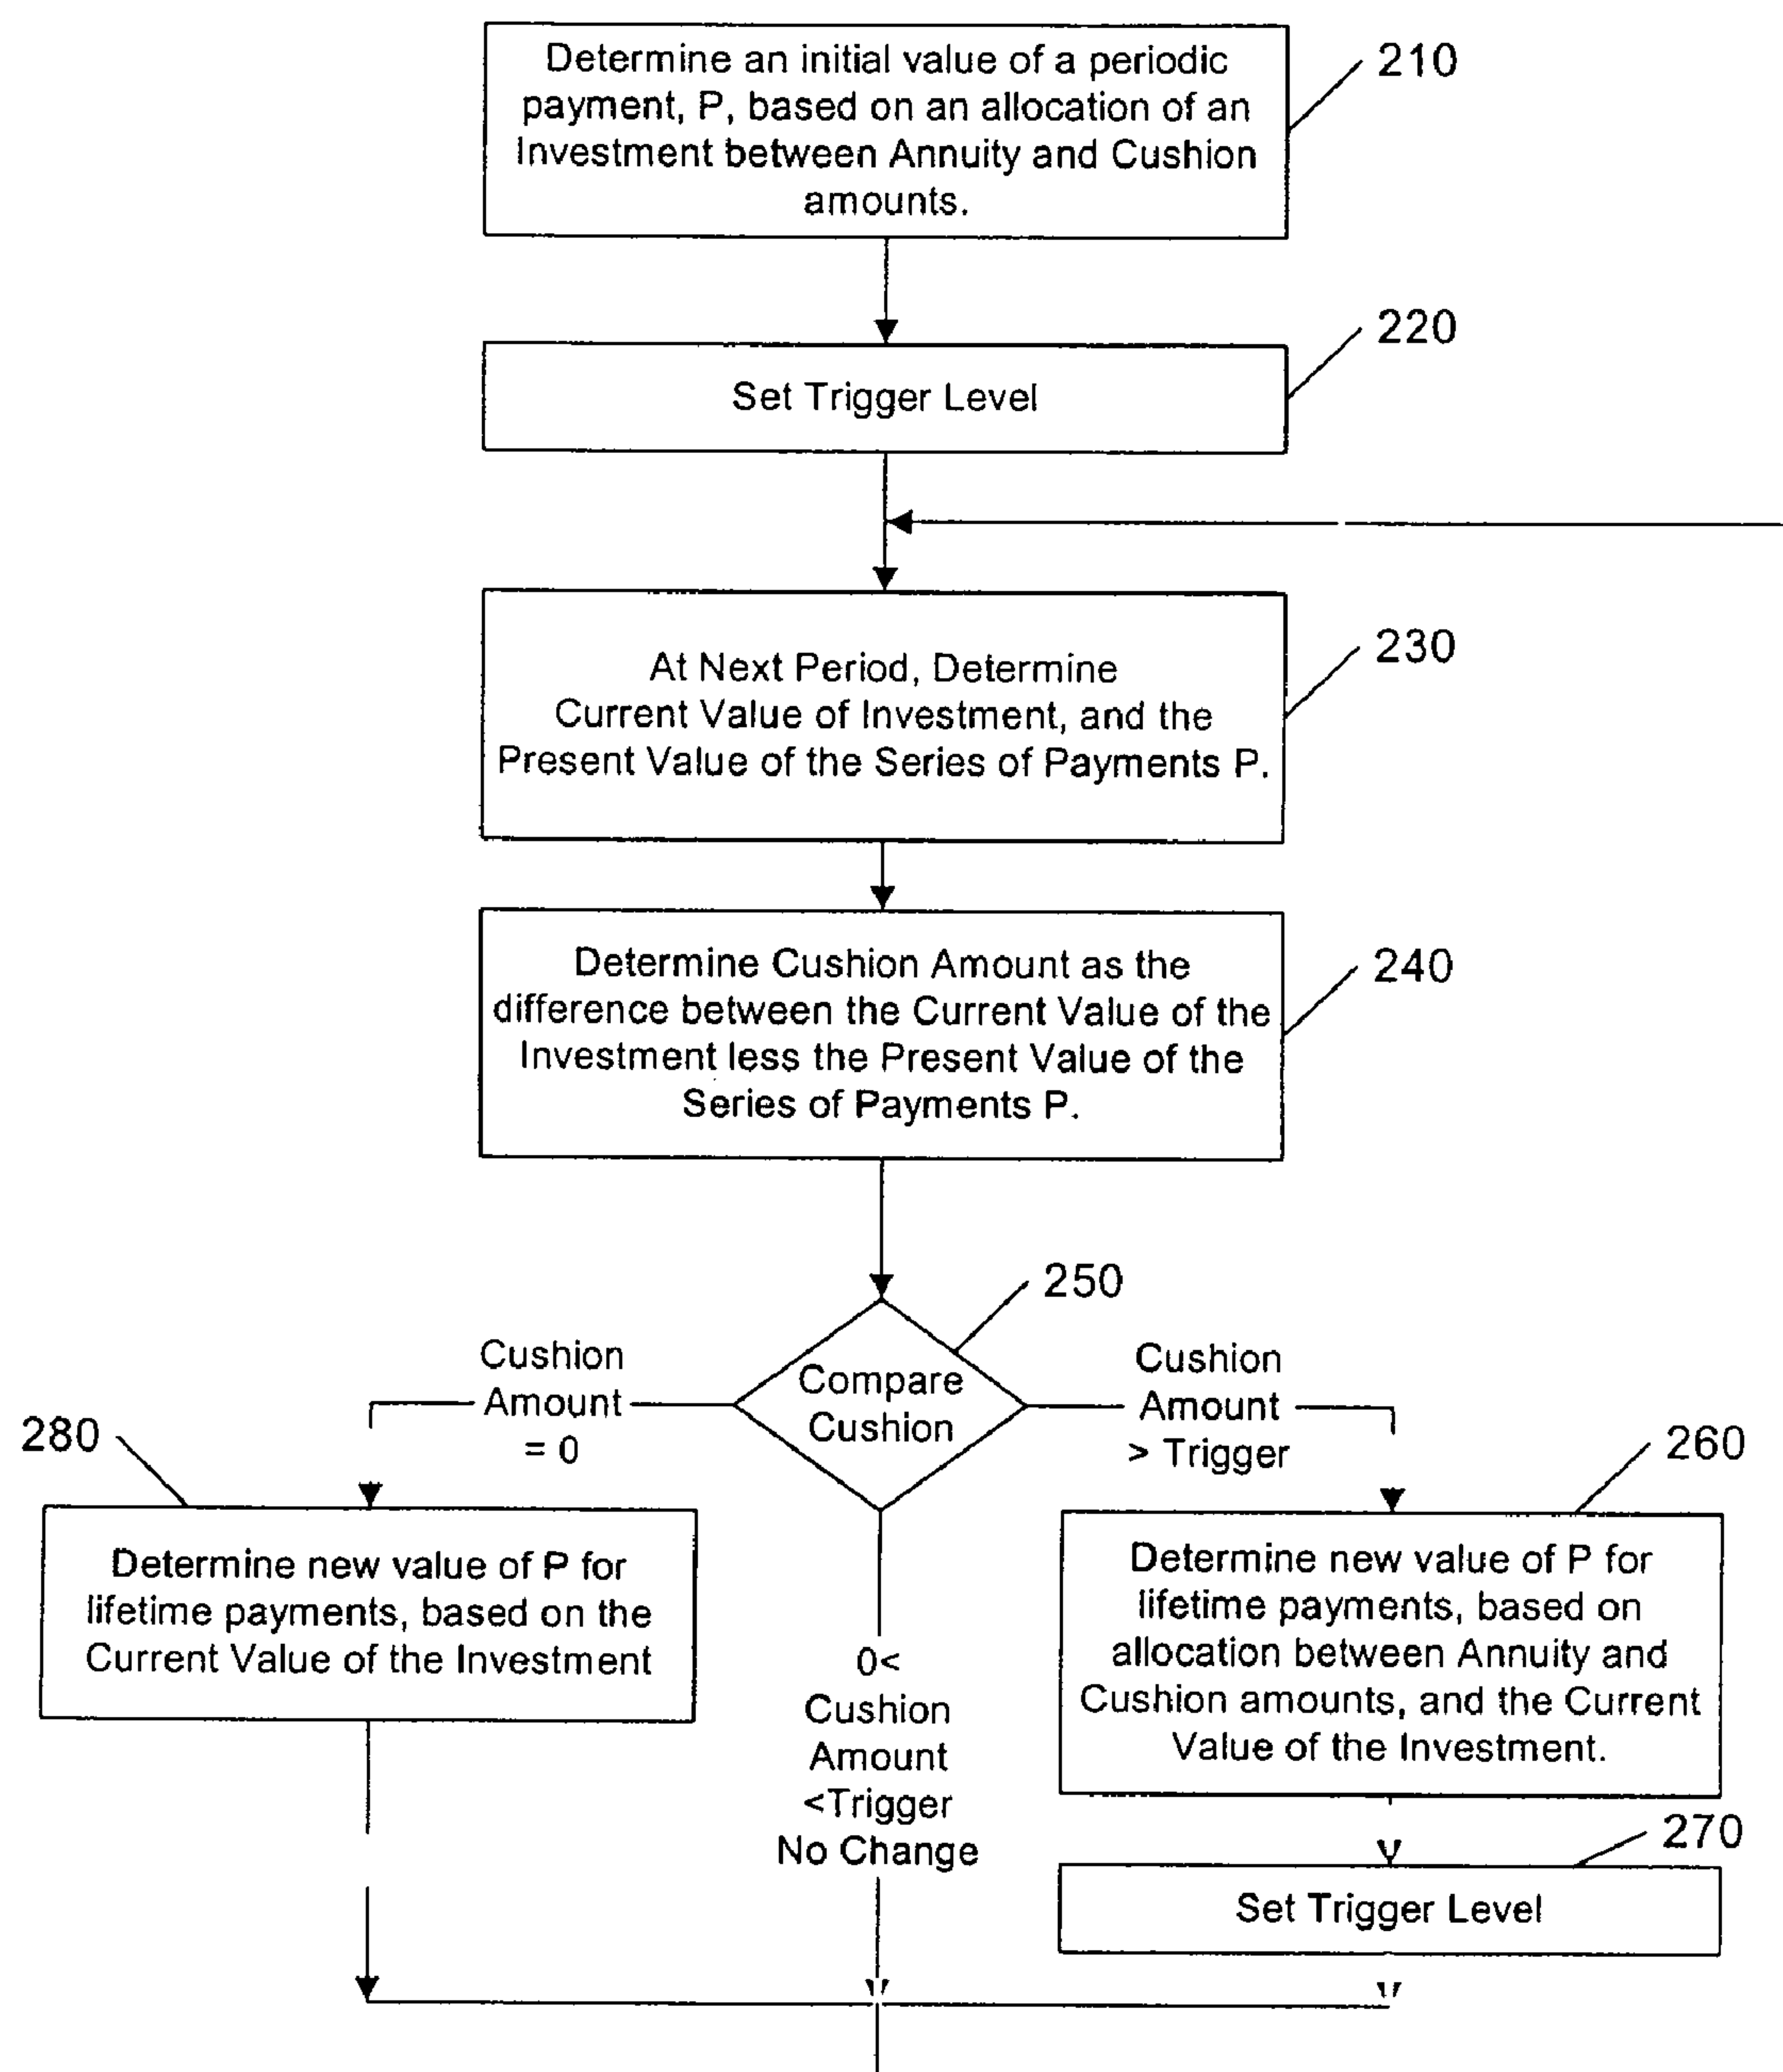 Determine an initial value of a periodic
payment, P, based on an allocation of an
Investment between Annuity and Cushion
amounts.
210
Set Trigger Level
220
At Next Period, Determine
Current Value of Investment, and the
Present Value of the Series of Payments P.
230
Determine Cushion Amount as the
difference between the Current Value of the
Investment less the Present Value of the
Series of Payments P.
240
250
Compare
Cushion
Cushion
Amount
= 0
Cushion
Amount
> Trigger
280
Determine new value of P for
lifetime payments, based on the
Current Value of the Investment
0<
Cushion
Amount
<Trigger
No Change
260
Determine new value of P for
lifetime payments, based on
allocation between Annuity and
Cushion amounts, and the Current
Value of the Investment.
270
Set Trigger Level